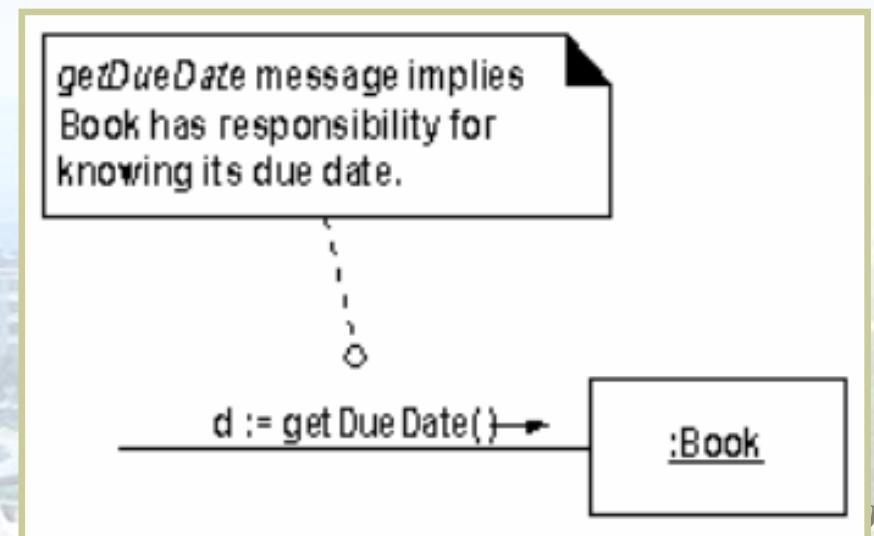 getDueDate message implies
Book has responsibility for
knowing its due date.
d := getDueDate()
:Book